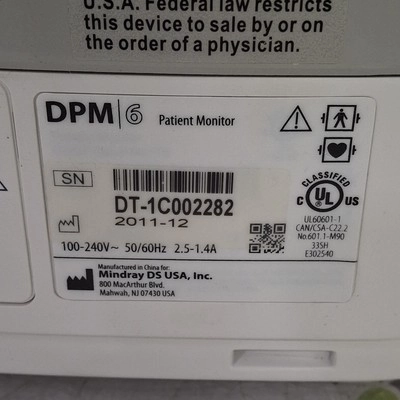 U.S.A. Federal law restricts
this device to sale by or on
the order of a physician.
DPM 6 Patient Monitor
SN
DT-1C002282
2011-12
100-240V~ 50/60Hz 2.5-1.4A
CLASSIFIED
C UL US
UL60601-1
CAN/CSA-C22.2
No.601.1-M90
335H
E302540
Manufactured in China for:
Mindray DS USA, Inc.
800 MacArthur Blvd.
Mahwah, NJ 07430 USA